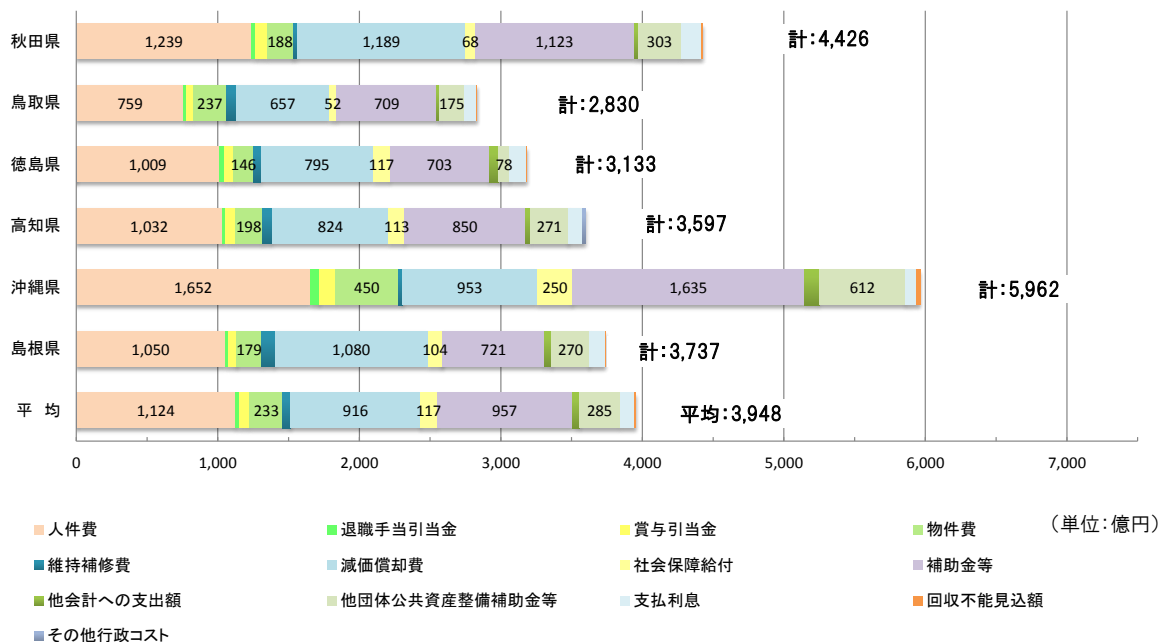 秋田県 1,239 188 1,189 68 1,123 303 計：4,426
鳥取県 759 237 657 52 709 175 計：2,830
徳島県 1,009 146 795 117 703 78 計：3,133
高知県 1,032 198 824 113 850 271 計：3,597
沖縄県 1,652 450 953 250 1,635 612 計：5,962
島根県 1,050 179 1,080 104 721 270 計：3,737
平 均 1,124 233 916 117 957 285 平均：3,948
0 1,000 2,000 3,000 4,000 5,000 6,000 7,000
（単位：億円）
人件費 退職手当引当金 賞与引当金 物件費
維持補修費 減価償却費 社会保障給付 補助金等
他会計への支出額 他団体公共資産整備補助金等 支払利息 回収不能見込額
その他行政コスト